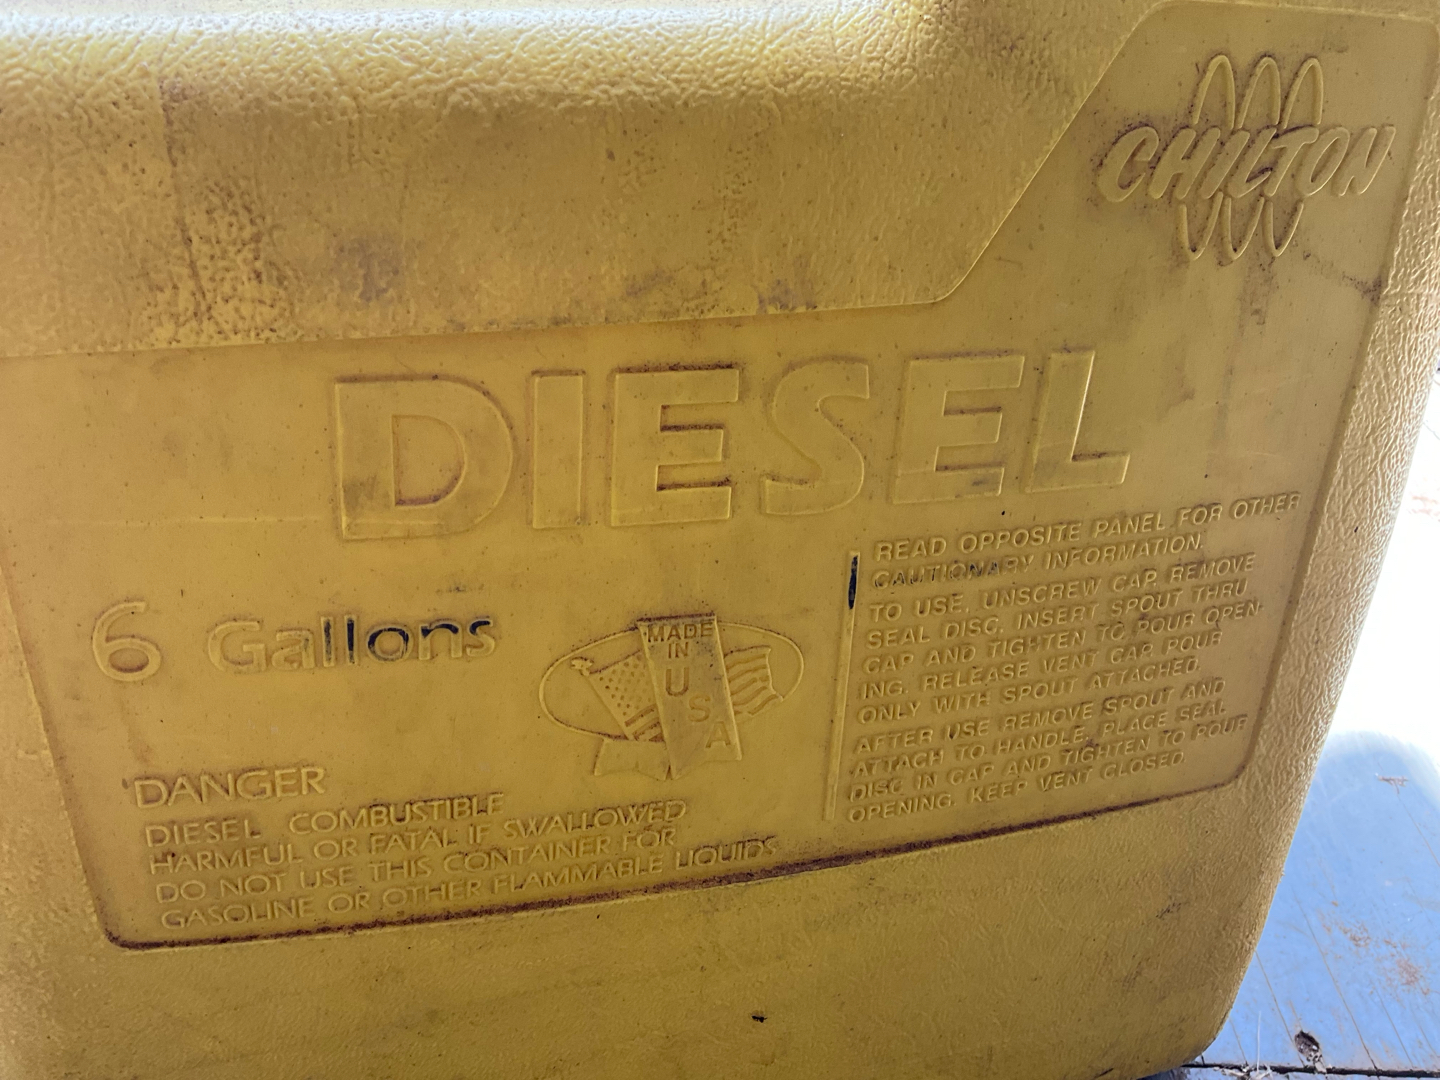 CHILTON
DIESEL
6 Gallons
MADE
IN
U
S
A
DANGER
DIESEL COMBUSTIBLE
HARMFUL OR FATAL IF SWALLOWED
DO NOT USE THIS CONTAINER FOR
GASOLINE OR OTHER FLAMMABLE LIQUIDS
READ OPPOSITE PANEL FOR OTHER
CAUTIONARY INFORMATION.
TO USE, UNSCREW CAP, REMOVE
SEAL DISC, INSERT SPOUT THRU
CAP AND TIGHTEN TO POUR OPEN-
ING. RELEASE VENT CAP. POUR
ONLY WITH SPOUT ATTACHED.
AFTER USE REMOVE SPOUT AND
ATTACH TO HANDLE. PLACE SEAL
DISC IN CAP AND TIGHTEN TO POUR
OPENING. KEEP VENT CLOSED.